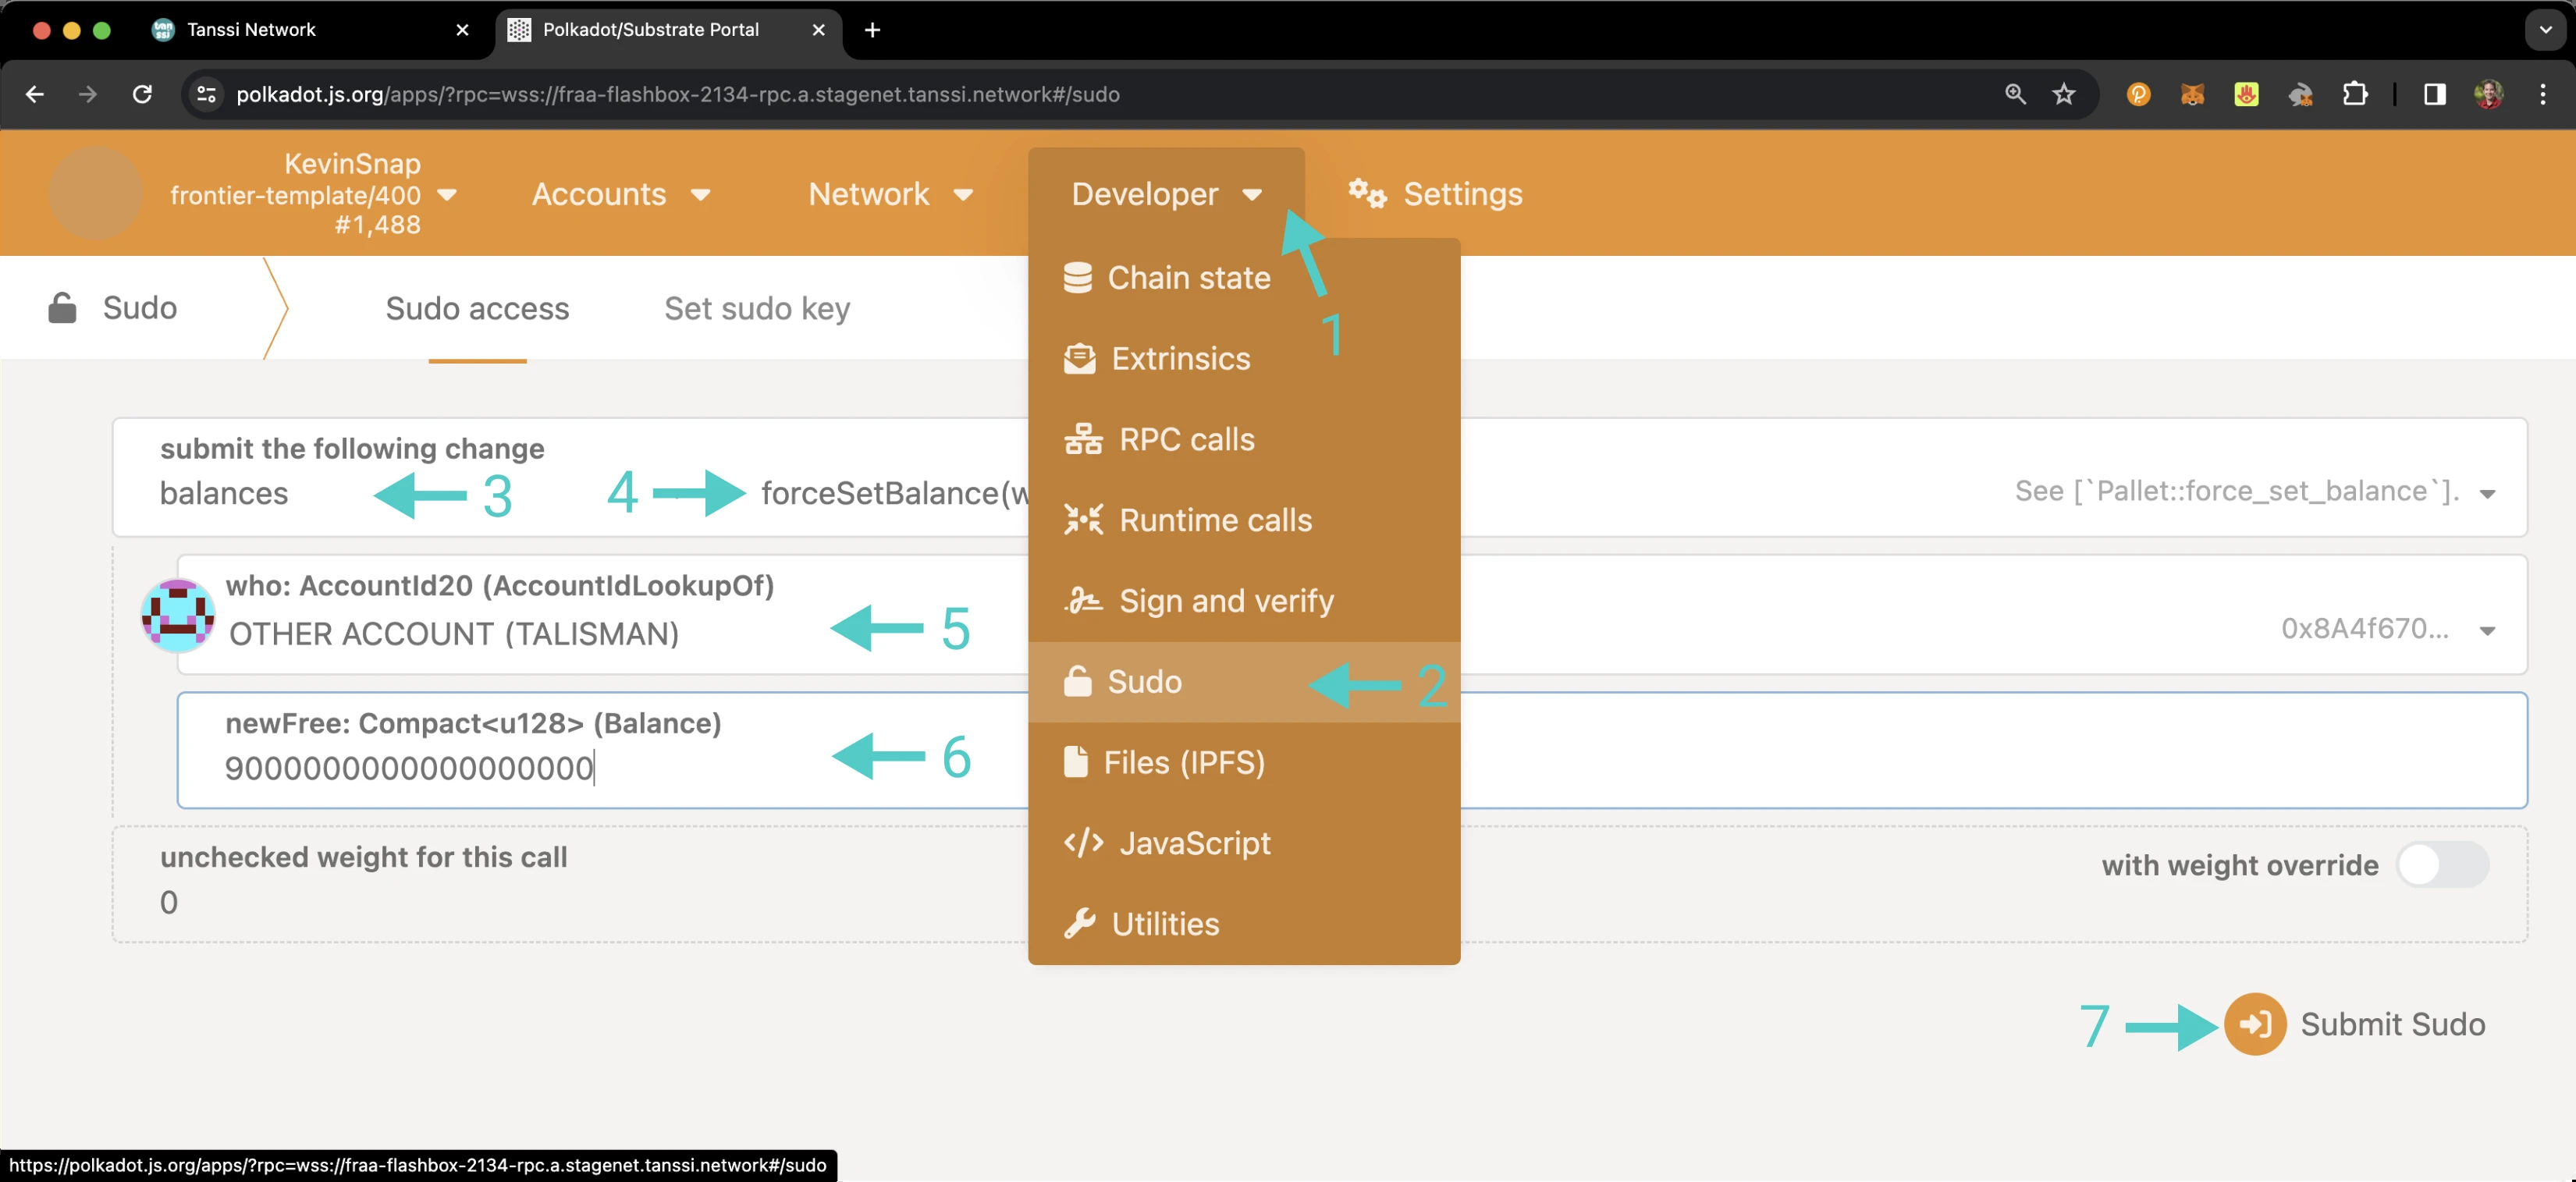 Tanssi Network
Polkadot/Substrate Portal
polkadot.js.org/apps/?rpc=wss://fraa-flashbox-2134-rpc.a.stagenet.tanssi.network#/sudo
KevinSnap
frontier-template/400
#1,488
Accounts
Network
Developer
Settings
1
Chain state
Extrinsics
RPC calls
Runtime calls
Sign and verify
Sudo
2
Files (IPFS)
JavaScript
Utilities
Sudo
Sudo access
Set sudo key
submit the following change
balances
3
4
forceSetBalance(w
See [`Pallet::force_set_balance`].
who: AccountId20 (AccountIdLookupOf)
OTHER ACCOUNT (TALISMAN)
5
0x8A4f670...
newFree: Compact<u128> (Balance)
9000000000000000000
6
unchecked weight for this call
0
with weight override
7
Submit Sudo
https://polkadot.js.org/apps/?rpc=wss://fraa-flashbox-2134-rpc.a.stagenet.tanssi.network#/sudo